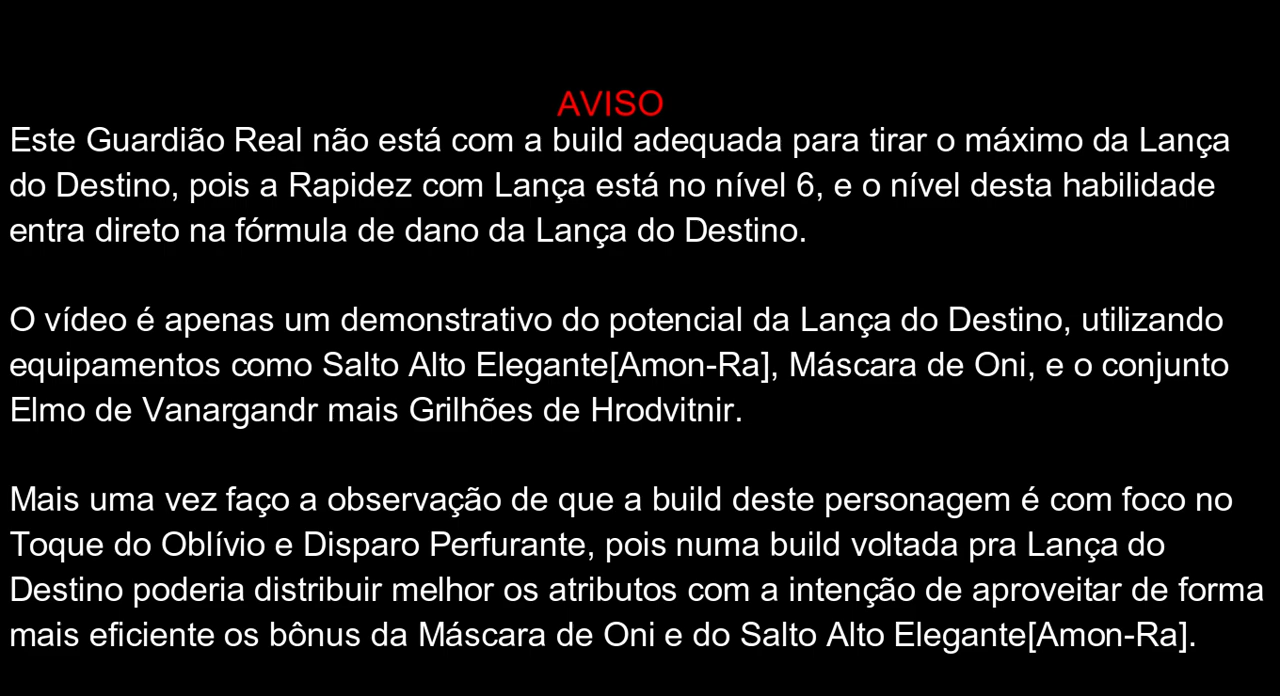 AVISO
Este Guardião Real não está com a build adequada para tirar o máximo da Lança
do Destino, pois a Rapidez com Lança está no nível 6, e o nível desta habilidade
entra direto na fórmula de dano da Lança do Destino.
O vídeo é apenas um demonstrativo do potencial da Lança do Destino, utilizando
equipamentos como Salto Alto Elegante[Amon-Ra], Máscara de Oni, e o conjunto
Elmo de Vanargandr mais Grilhões de Hrodvitnir.
Mais uma vez faço a observação de que a build deste personagem é com foco no
Toque do Oblívio e Disparo Perfurante, pois numa build voltada pra Lança do
Destino poderia distribuir melhor os atributos com a intenção de aproveitar de forma
mais eficiente os bônus da Máscara de Oni e do Salto Alto Elegante[Amon-Ra].